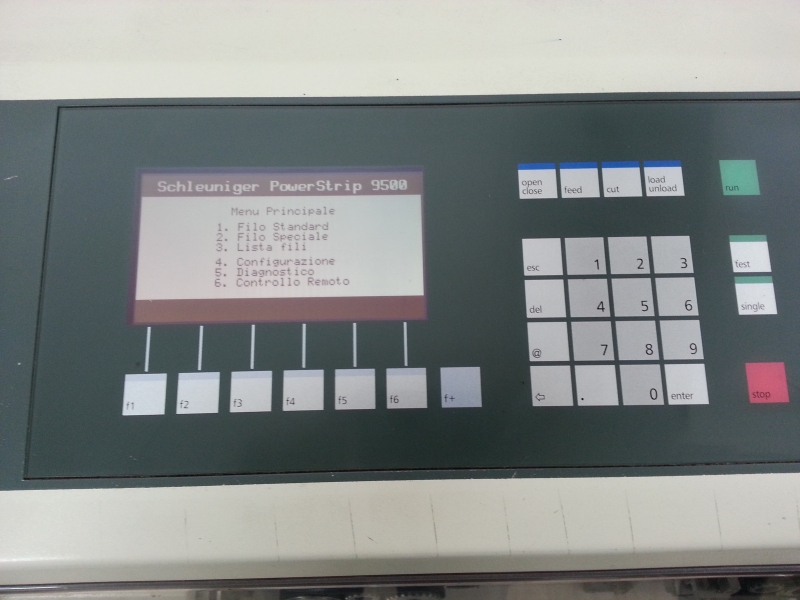 Schleuniger PowerStrip 9500
Menu Principale
1. Filo Standard
2. Filo Speciale
3. Lista fili
4. Configurazione
5. Diagnostico
6. Controllo Remoto
f1 f2 f3 f4 f5 f6 f+
open close
feed
cut
load unload
run
esc 1 2 3
test
del 4 5 6
single
@ 7 8 9
⇦ . 0 enter
stop